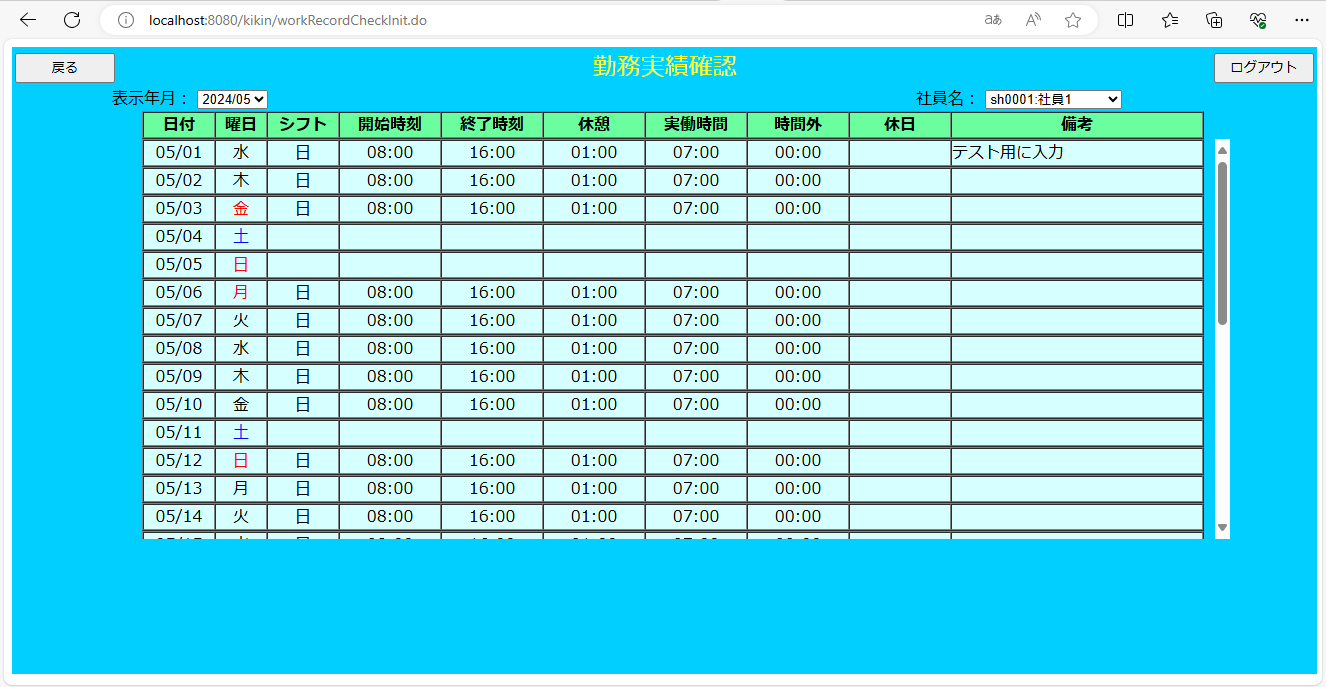 localhost:8080/kikin/workRecordCheckInit.do
戻る 勤務実績確認 ログアウト
表示年月： 2024/05 社員名： sh0001:社員1
日付 曜日 シフト 開始時刻 終了時刻 休憩 実働時間 時間外 休日 備考
05/01 水 日 08:00 16:00 01:00 07:00 00:00 テスト用に入力
05/02 木 日 08:00 16:00 01:00 07:00 00:00
05/03 金 日 08:00 16:00 01:00 07:00 00:00
05/04 土
05/05 日
05/06 月 日 08:00 16:00 01:00 07:00 00:00
05/07 火 日 08:00 16:00 01:00 07:00 00:00
05/08 水 日 08:00 16:00 01:00 07:00 00:00
05/09 木 日 08:00 16:00 01:00 07:00 00:00
05/10 金 日 08:00 16:00 01:00 07:00 00:00
05/11 土
05/12 日 日 08:00 16:00 01:00 07:00 00:00
05/13 月 日 08:00 16:00 01:00 07:00 00:00
05/14 火 日 08:00 16:00 01:00 07:00 00:00